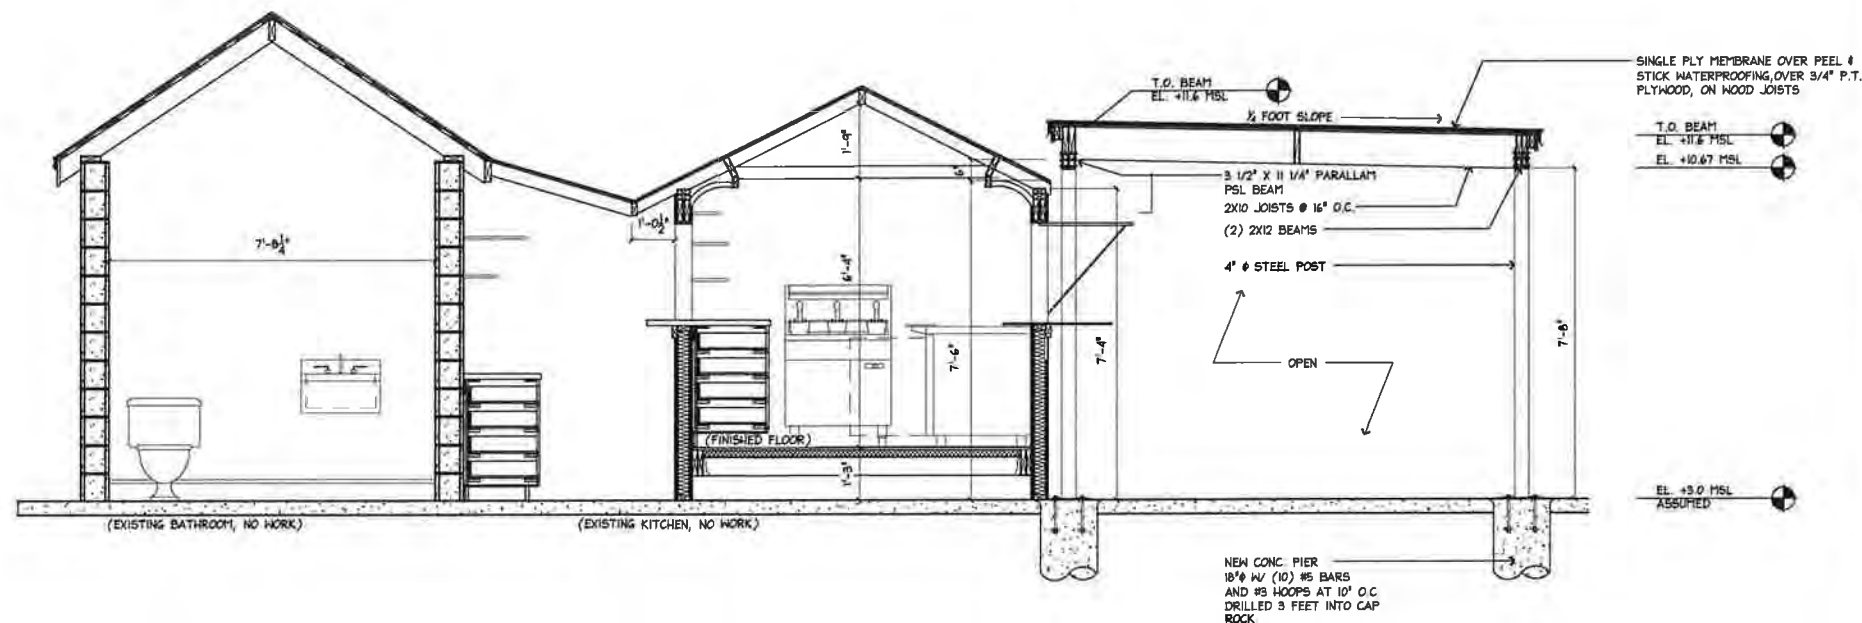 SINGLE PLY MEMBRANE OVER PEEL &
STICK WATERPROOFING, OVER 3/4" P.T.
PLYWOOD, ON WOOD JOISTS
T.O. BEAM
EL. +11.6 MSL
¼ FOOT SLOPE
T.O. BEAM
EL. +11.6 MSL
EL. +10.67 MSL
1'-9"
6"
3 1/2" X 11 1/4" PARALLAM
PSL BEAM
2X10 JOISTS @ 16" O.C.
(2) 2X12 BEAMS
1'-0½"
7'-8¼"
6'-4"
4" ø STEEL POST
7'-8"
7'-6"
7'-4"
OPEN
(FINISHED FLOOR)
1'-3"
EL. +3.0 MSL
ASSUMED
(EXISTING BATHROOM, NO WORK)
(EXISTING KITCHEN, NO WORK)
NEW CONC. PIER
18"ø W/ (10) #5 BARS
AND #3 HOOPS AT 10" O.C.
DRILLED 3 FEET INTO CAP
ROCK.